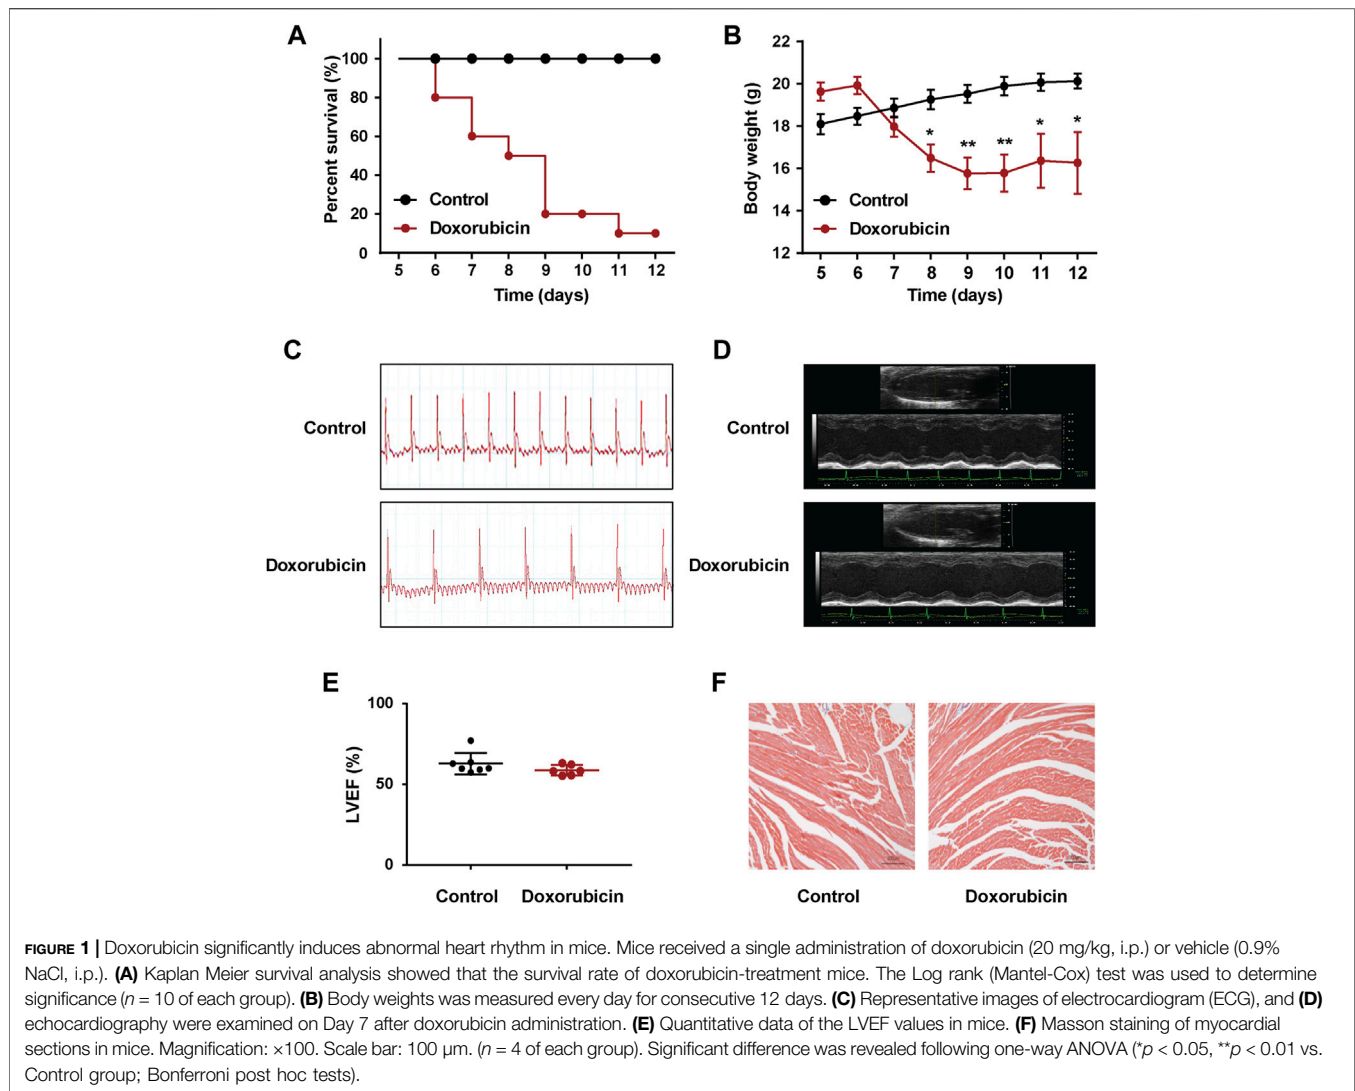 A
Percent survival (%)
100
80
60
40
20
0
Control
Doxorubicin
5 6 7 8 9 10 11 12
Time (days)
B
Body weight (g)
22
20
18
16
14
12
* ** ** * *
Control
Doxorubicin
5 6 7 8 9 10 11 12
Time (days)
C
Control
Doxorubicin
D
Control
Doxorubicin
E
LVEF (%)
100
50
0
Control Doxorubicin
F
Control Doxorubicin
FIGURE 1 | Doxorubicin significantly induces abnormal heart rhythm in mice. Mice received a single administration of doxorubicin (20 mg/kg, i.p.) or vehicle (0.9%
NaCl, i.p.). (A) Kaplan Meier survival analysis showed that the survival rate of doxorubicin-treatment mice. The Log rank (Mantel-Cox) test was used to determine
significance (n = 10 of each group). (B) Body weights was measured every day for consecutive 12 days. (C) Representative images of electrocardiogram (ECG), and (D)
echocardiography were examined on Day 7 after doxorubicin administration. (E) Quantitative data of the LVEF values in mice. (F) Masson staining of myocardial
sections in mice. Magnification: ×100. Scale bar: 100 μm. (n = 4 of each group). Significant difference was revealed following one-way ANOVA (*p < 0.05, **p < 0.01 vs.
Control group; Bonferroni post hoc tests).